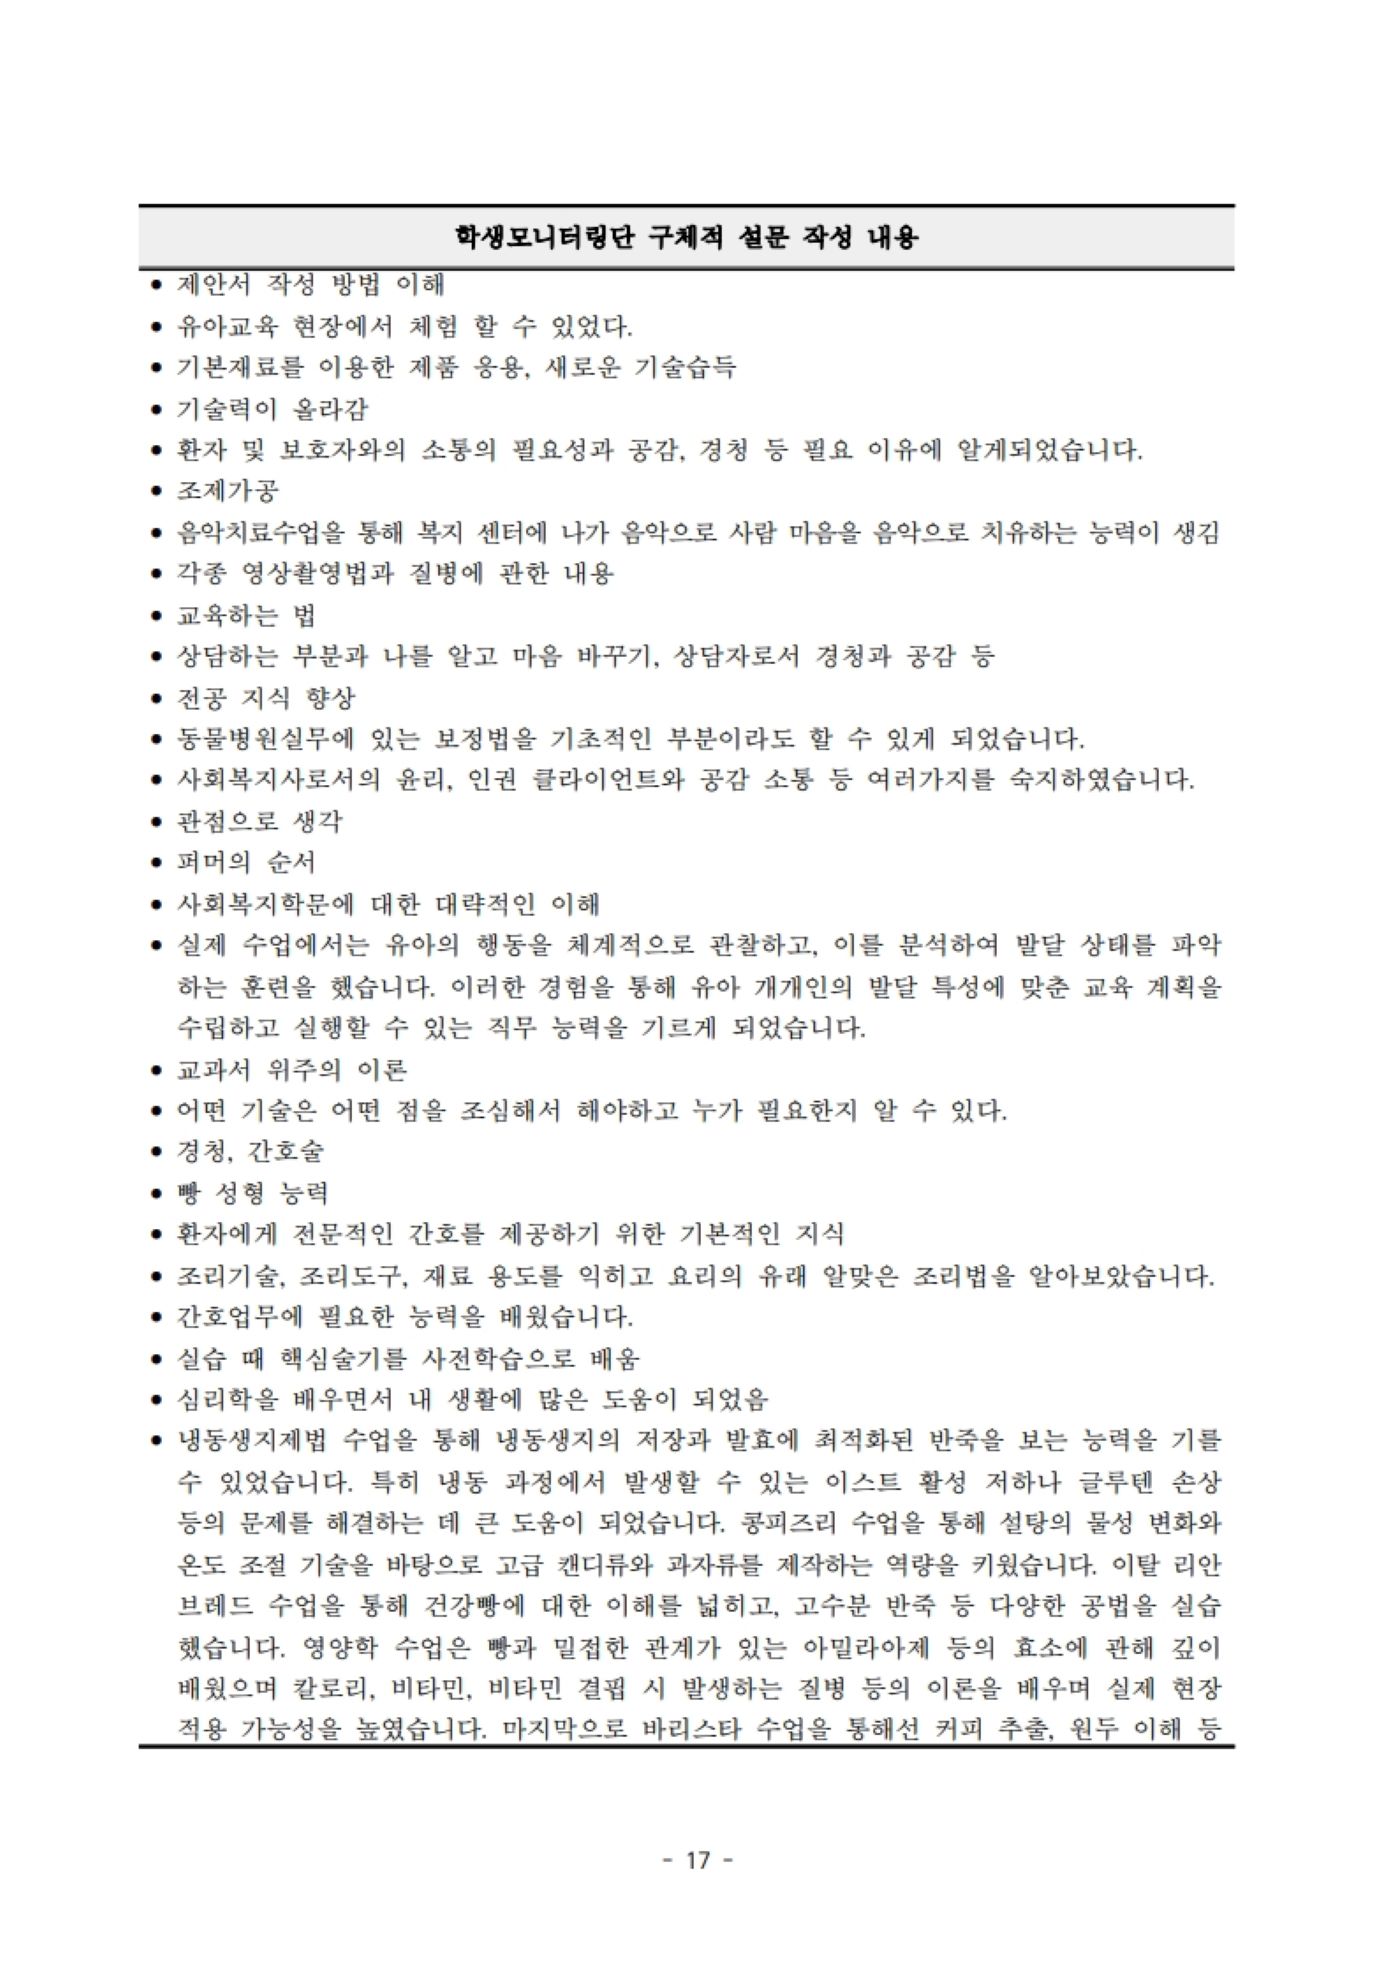 학생모니터링단 구체적 설문 작성 내용
● 제안서 작성 방법 이해
● 유아교육 현장에서 체험 할 수 있었다.
● 기본재료를 이용한 제품 응용, 새로운 기술습득
● 기술력이 올라감
● 환자 및 보호자와의 소통의 필요성과 공감, 경청 등 필요 이유에 알게되었습니다.
● 조제가공
● 음악치료수업을 통해 복지 센터에 나가 음악으로 사람 마음을 음악으로 치유하는 능력이 생김
● 각종 영상촬영법과 질병에 관한 내용
● 교육하는 법
● 상담하는 부분과 나를 알고 마음 바꾸기, 상담자로서 경청과 공감 등
● 전공 지식 향상
● 동물병원실무에 있는 보정법을 기초적인 부분이라도 할 수 있게 되었습니다.
● 사회복지사로서의 윤리, 인권 클라이언트와 공감 소통 등 여러가지를 숙지하였습니다.
● 관점으로 생각
● 퍼머의 순서
● 사회복지학문에 대한 대략적인 이해
● 실제 수업에서는 유아의 행동을 체계적으로 관찰하고, 이를 분석하여 발달 상태를 파악
하는 훈련을 했습니다. 이러한 경험을 통해 유아 개개인의 발달 특성에 맞춘 교육 계획을
수립하고 실행할 수 있는 직무 능력을 기르게 되었습니다.
● 교과서 위주의 이론
● 어떤 기술은 어떤 점을 조심해서 해야하고 누가 필요한지 알 수 있다.
● 경청, 간호술
● 빵 성형 능력
● 환자에게 전문적인 간호를 제공하기 위한 기본적인 지식
● 조리기술, 조리도구, 재료 용도를 익히고 요리의 유래 알맞은 조리법을 알아보았습니다.
● 간호업무에 필요한 능력을 배웠습니다.
● 실습 때 핵심술기를 사전학습으로 배움
● 심리학을 배우면서 내 생활에 많은 도움이 되었음
● 냉동생지제법 수업을 통해 냉동생지의 저장과 발효에 최적화된 반죽을 보는 능력을 기를
수 있었습니다. 특히 냉동 과정에서 발생할 수 있는 이스트 활성 저하나 글루텐 손상
등의 문제를 해결하는 데 큰 도움이 되었습니다. 콩피즈리 수업을 통해 설탕의 물성 변화와
온도 조절 기술을 바탕으로 고급 캔디류와 과자류를 제작하는 역량을 키웠습니다. 이탈 리안
브레드 수업을 통해 건강빵에 대한 이해를 넓히고, 고수분 반죽 등 다양한 공법을 실습
했습니다. 영양학 수업은 빵과 밀접한 관계가 있는 아밀라아제 등의 효소에 관해 깊이
배웠으며 칼로리, 비타민, 비타민 결핍 시 발생하는 질병 등의 이론을 배우며 실제 현장
적용 가능성을 높였습니다. 마지막으로 바리스타 수업을 통해선 커피 추출, 원두 이해 등
- 17 -